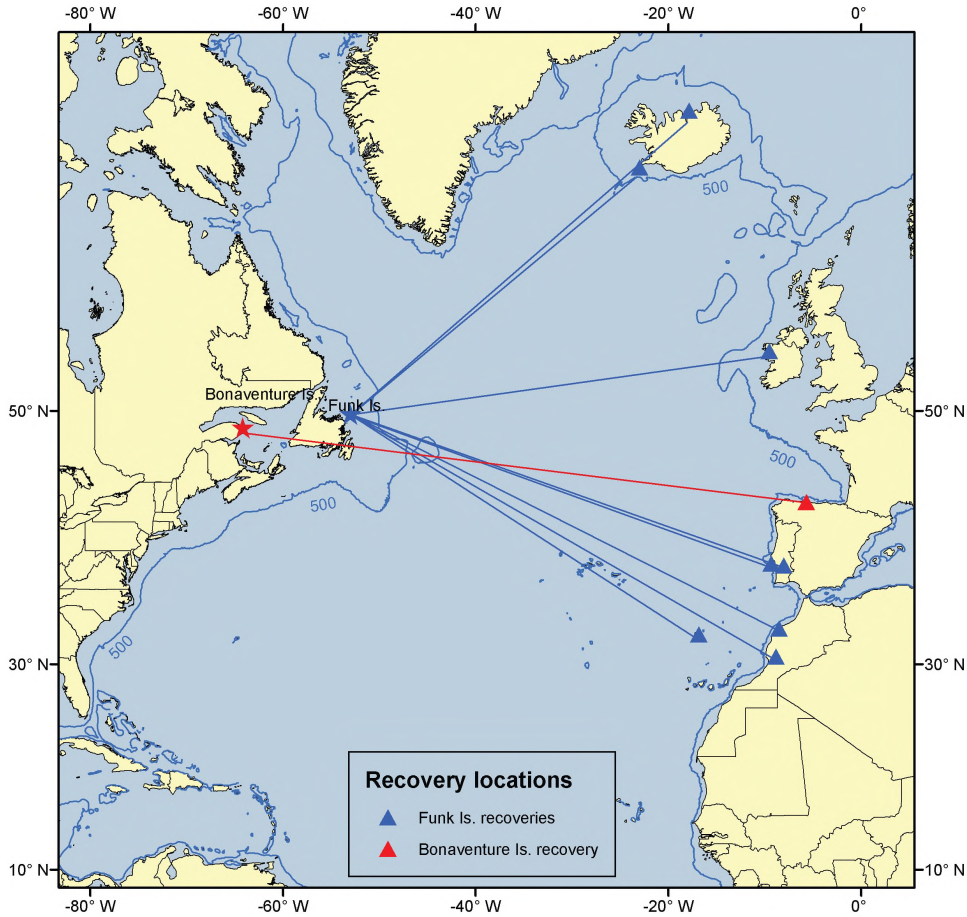 -80° W -60° W -40° W -20° W 0°
500
Bonaventure Is.
Funk Is.
50° N 50° N
500
500
500
30° N 30° N
Recovery locations
Funk Is. recoveries
Bonaventure Is. recovery
10° N 10° N
-80° W -60° W -40° W -20° W 0°